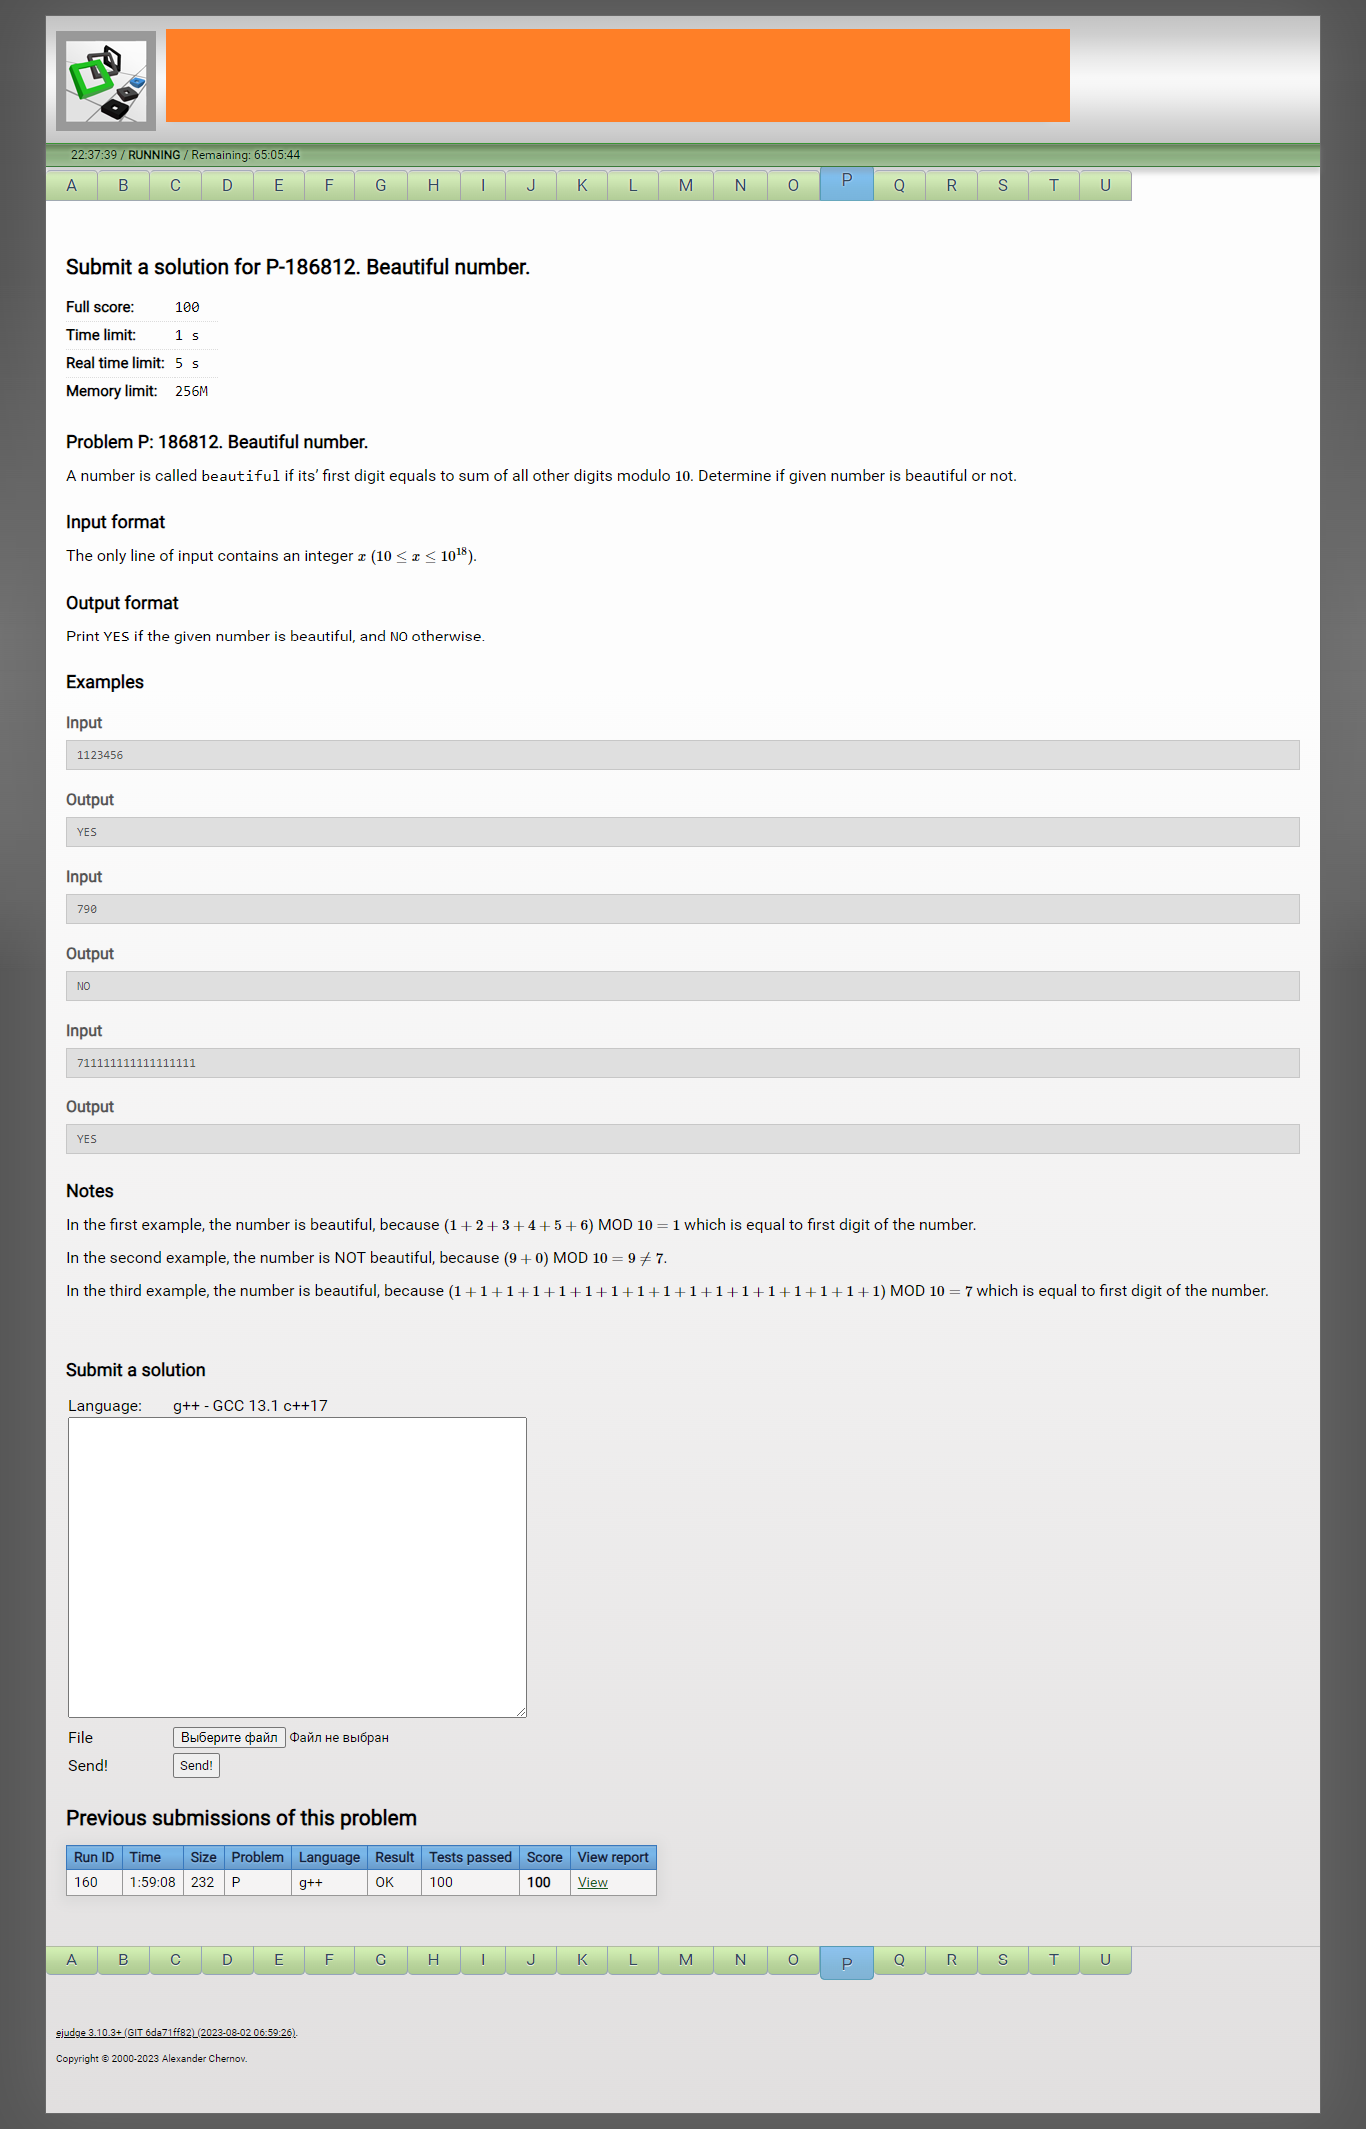 22:37:39 / RUNNING / Remaining: 65:05:44
A B C D E F G H I J K L M N O P Q R S T U
Submit a solution for P-186812. Beautiful number.
Full score: 100
Time limit: 1 s
Real time limit: 5 s
Memory limit: 256M
Problem P: 186812. Beautiful number.
A number is called beautiful if its’ first digit equals to sum of all other digits modulo 10. Determine if given number is beautiful or not.
Input format
The only line of input contains an integer x (10 ≤ x ≤ 10^18).
Output format
Print YES if the given number is beautiful, and NO otherwise.
Examples
Input
1123456
Output
YES
Input
790
Output
NO
Input
711111111111111111
Output
YES
Notes
In the first example, the number is beautiful, because (1 + 2 + 3 + 4 + 5 + 6) MOD 10 = 1 which is equal to first digit of the number.
In the second example, the number is NOT beautiful, because (9 + 0) MOD 10 = 9 ≠ 7.
In the third example, the number is beautiful, because (1 + 1 + 1 + 1 + 1 + 1 + 1 + 1 + 1 + 1 + 1 + 1 + 1 + 1 + 1 + 1 + 1) MOD 10 = 7 which is equal to first digit of the number.
Submit a solution
Language: g++ - GCC 13.1 c++17
File Выберите файл Файл не выбран
Send! Send!
Previous submissions of this problem
Run ID Time Size Problem Language Result Tests passed Score View report
160 1:59:08 232 P g++ OK 100 100 View
A B C D E F G H I J K L M N O P Q R S T U
ejudge 3.10.3+ (GIT 6da71ff82) (2023-08-02 06:59:26).
Copyright © 2000-2023 Alexander Chernov.